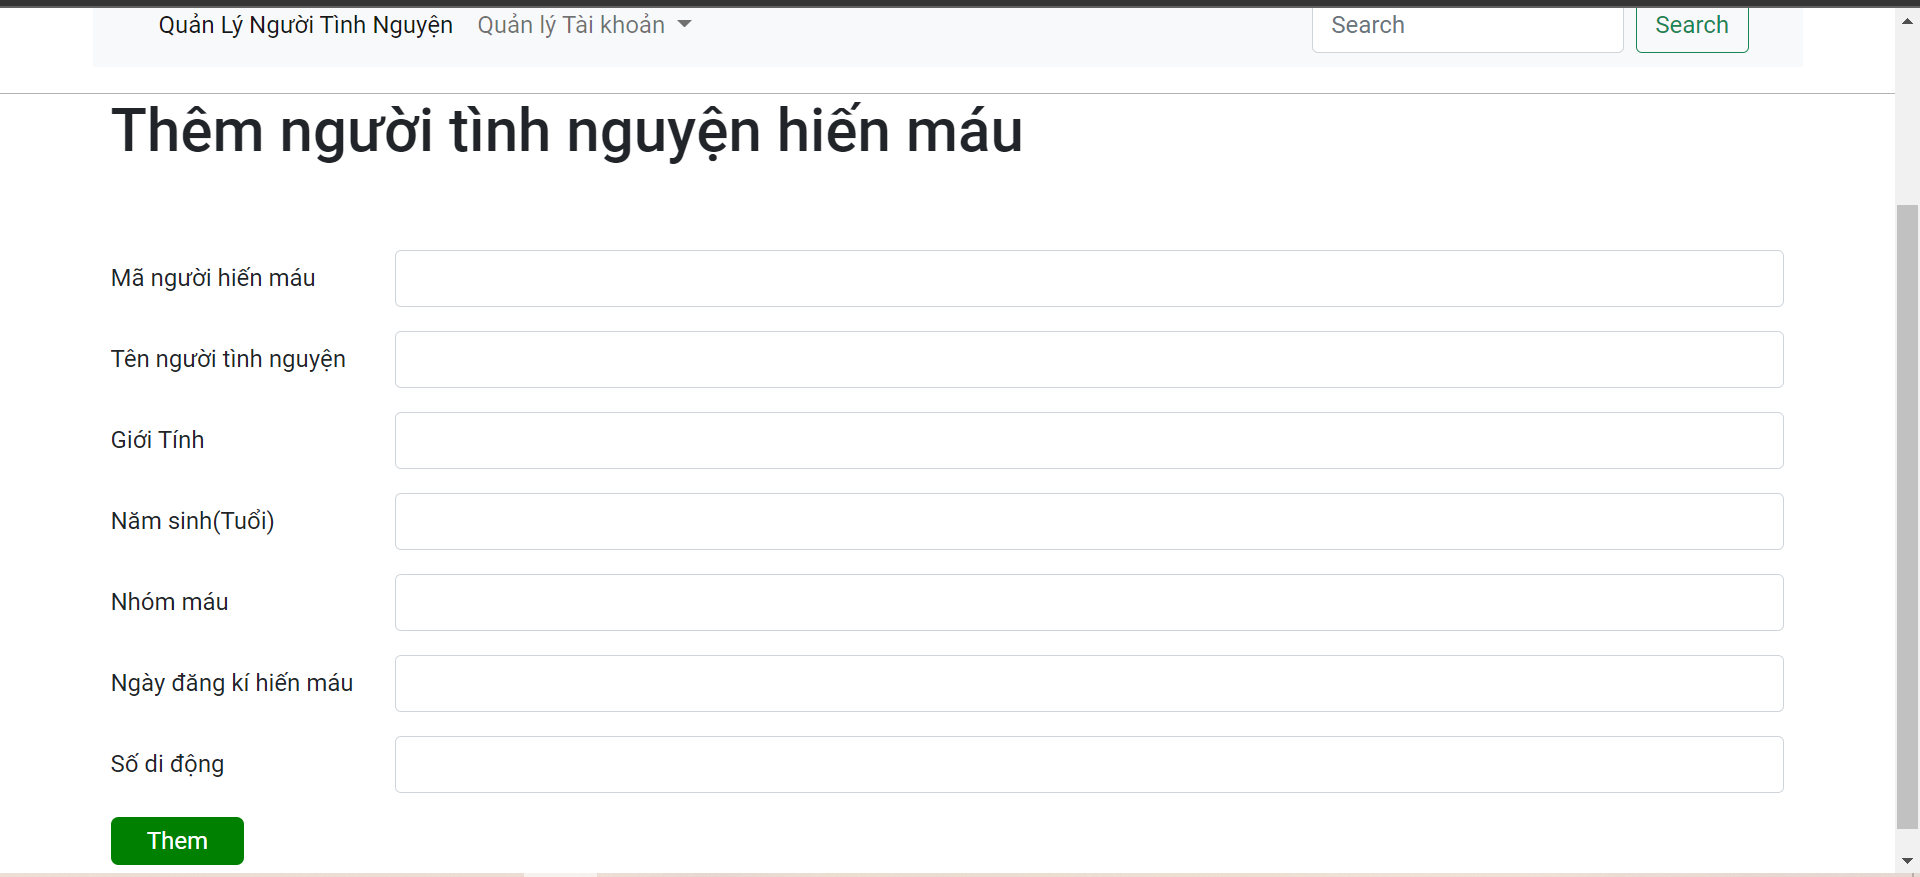 Quản Lý Người Tình Nguyện Quản lý Tài khoản Search Search
Thêm người tình nguyện hiến máu
Mã người hiến máu
Tên người tình nguyện
Giới Tính
Năm sinh(Tuổi)
Nhóm máu
Ngày đăng kí hiến máu
Số di động
Them